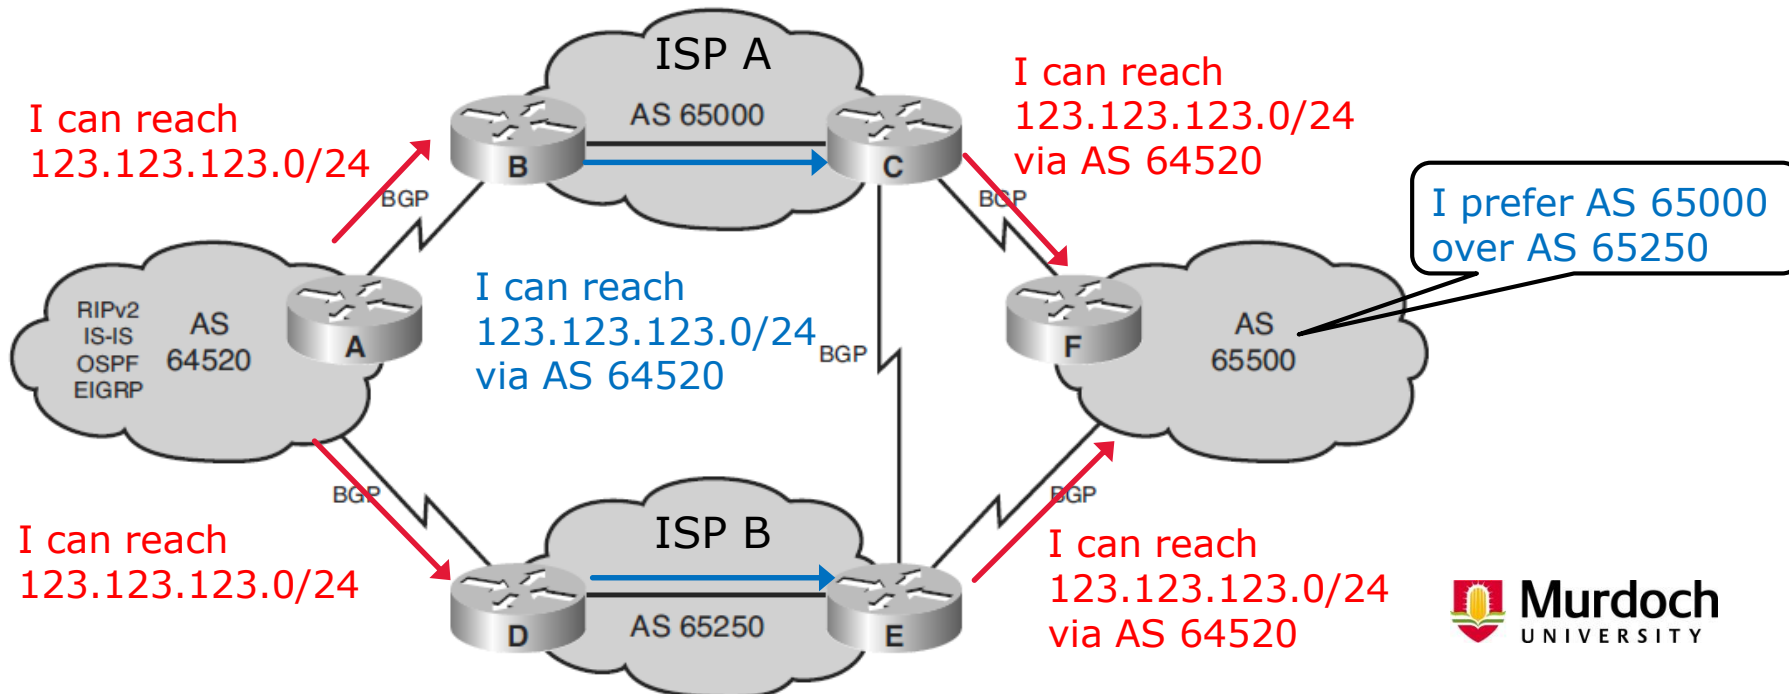 ISP A
AS 65000
I can reach
123.123.123.0/24
B
C
I can reach
123.123.123.0/24
via AS 64520
BGP
BGP
I prefer AS 65000
over AS 65250
RIPv2
IS-IS
OSPF
EIGRP
AS
64520
A
I can reach
123.123.123.0/24
via AS 64520
BGP
F
AS
65500
BGP
BGP
I can reach
123.123.123.0/24
ISP B
AS 65250
D
E
I can reach
123.123.123.0/24
via AS 64520
Murdoch
UNIVERSITY